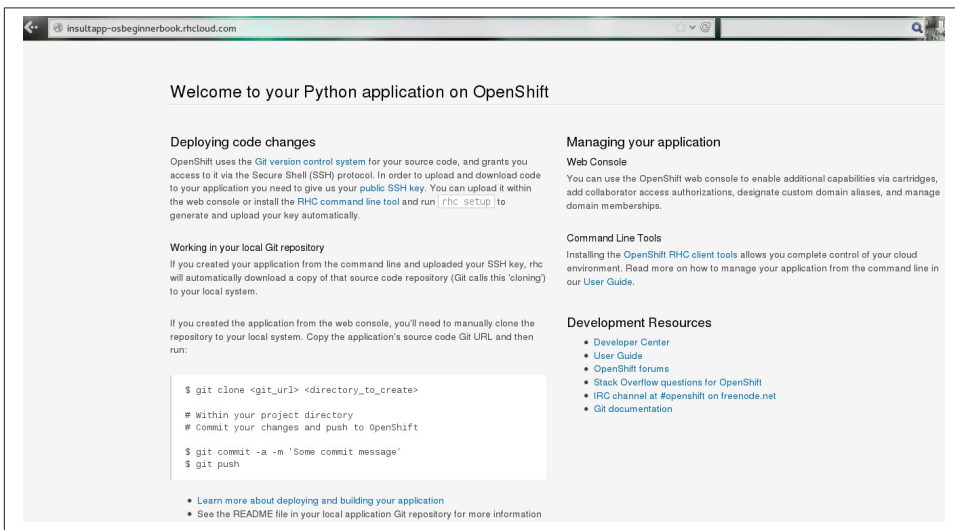 insultapp-osbeginnerbook.rhcloud.com
Welcome to your Python application on OpenShift
Deploying code changes
OpenShift uses the Git version control system for your source code, and grants you
access to it via the Secure Shell (SSH) protocol. In order to upload and download code
to your application you need to give us your public SSH key. You can upload it within
the web console or install the RHC command line tool and run rhc setup to
generate and upload your key automatically.
Working in your local Git repository
If you created your application from the command line and uploaded your SSH key, rhc
will automatically download a copy of that source code repository (Git calls this 'cloning')
to your local system.
If you created the application from the web console, you'll need to manually clone the
repository to your local system. Copy the application's source code Git URL and then
run:
$ git clone <git_url> <directory_to_create>
# Within your project directory
# Commit your changes and push to OpenShift
$ git commit -a -m 'Some commit message'
$ git push
Learn more about deploying and building your application
See the README file in your local application Git repository for more information
Managing your application
Web Console
You can use the OpenShift web console to enable additional capabilities via cartridges,
add collaborator access authorizations, designate custom domain aliases, and manage
domain memberships.
Command Line Tools
Installing the OpenShift RHC client tools allows you complete control of your cloud
environment. Read more on how to manage your application from the command line in
our User Guide.
Development Resources
Developer Center
User Guide
OpenShift forums
Stack Overflow questions for OpenShift
IRC channel at #openshift on freenode.net
Git documentation